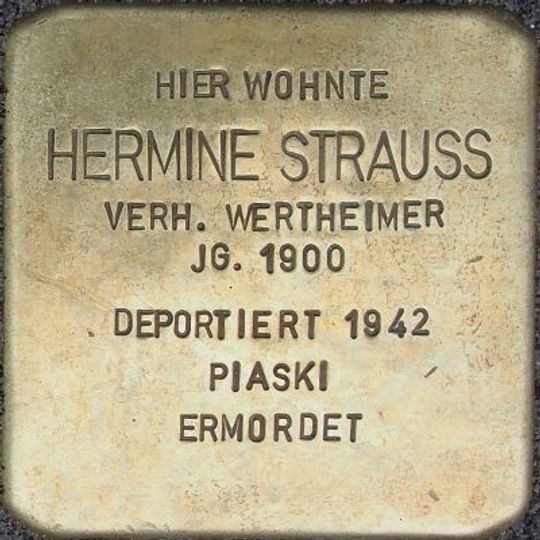 HIER WOHNTE
HERMINE STRAUSS
VERH. WERTHEIMER
JG. 1900
DEPORTIERT 1942
PIASKI
ERMORDET